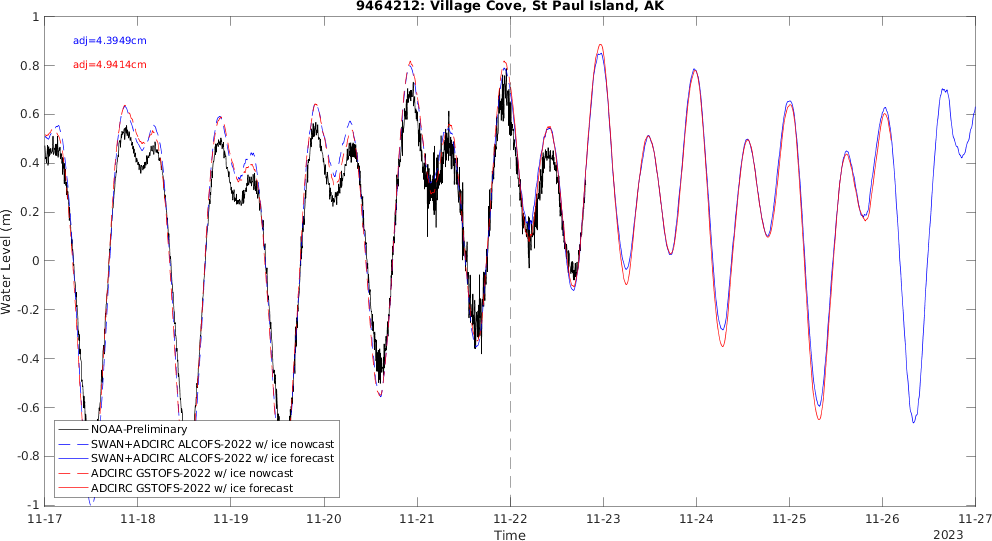 9464212: Village Cove, St Paul Island, AK
adj=4.3949cm
adj=4.9414cm
Water Level (m)
1
0.8
0.6
0.4
0.2
0
-0.2
-0.4
-0.6
-0.8
-1
NOAA-Preliminary
SWAN+ADCIRC ALCOFS-2022 w/ ice nowcast
SWAN+ADCIRC ALCOFS-2022 w/ ice forecast
ADCIRC GSTOFS-2022 w/ ice nowcast
ADCIRC GSTOFS-2022 w/ ice forecast
11-17 11-18 11-19 11-20 11-21 11-22 11-23 11-24 11-25 11-26 11-27
Time
2023